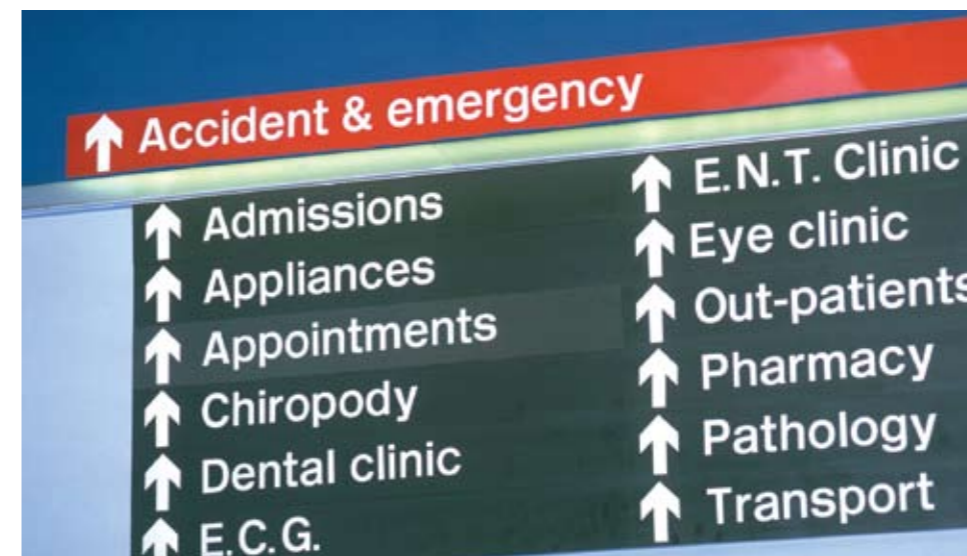 Accident & emergency
Admissions
Appliances
Appointments
Chiropody
Dental clinic
E.C.G.
E.N.T. Clinic
Eye clinic
Out-patients
Pharmacy
Pathology
Transport